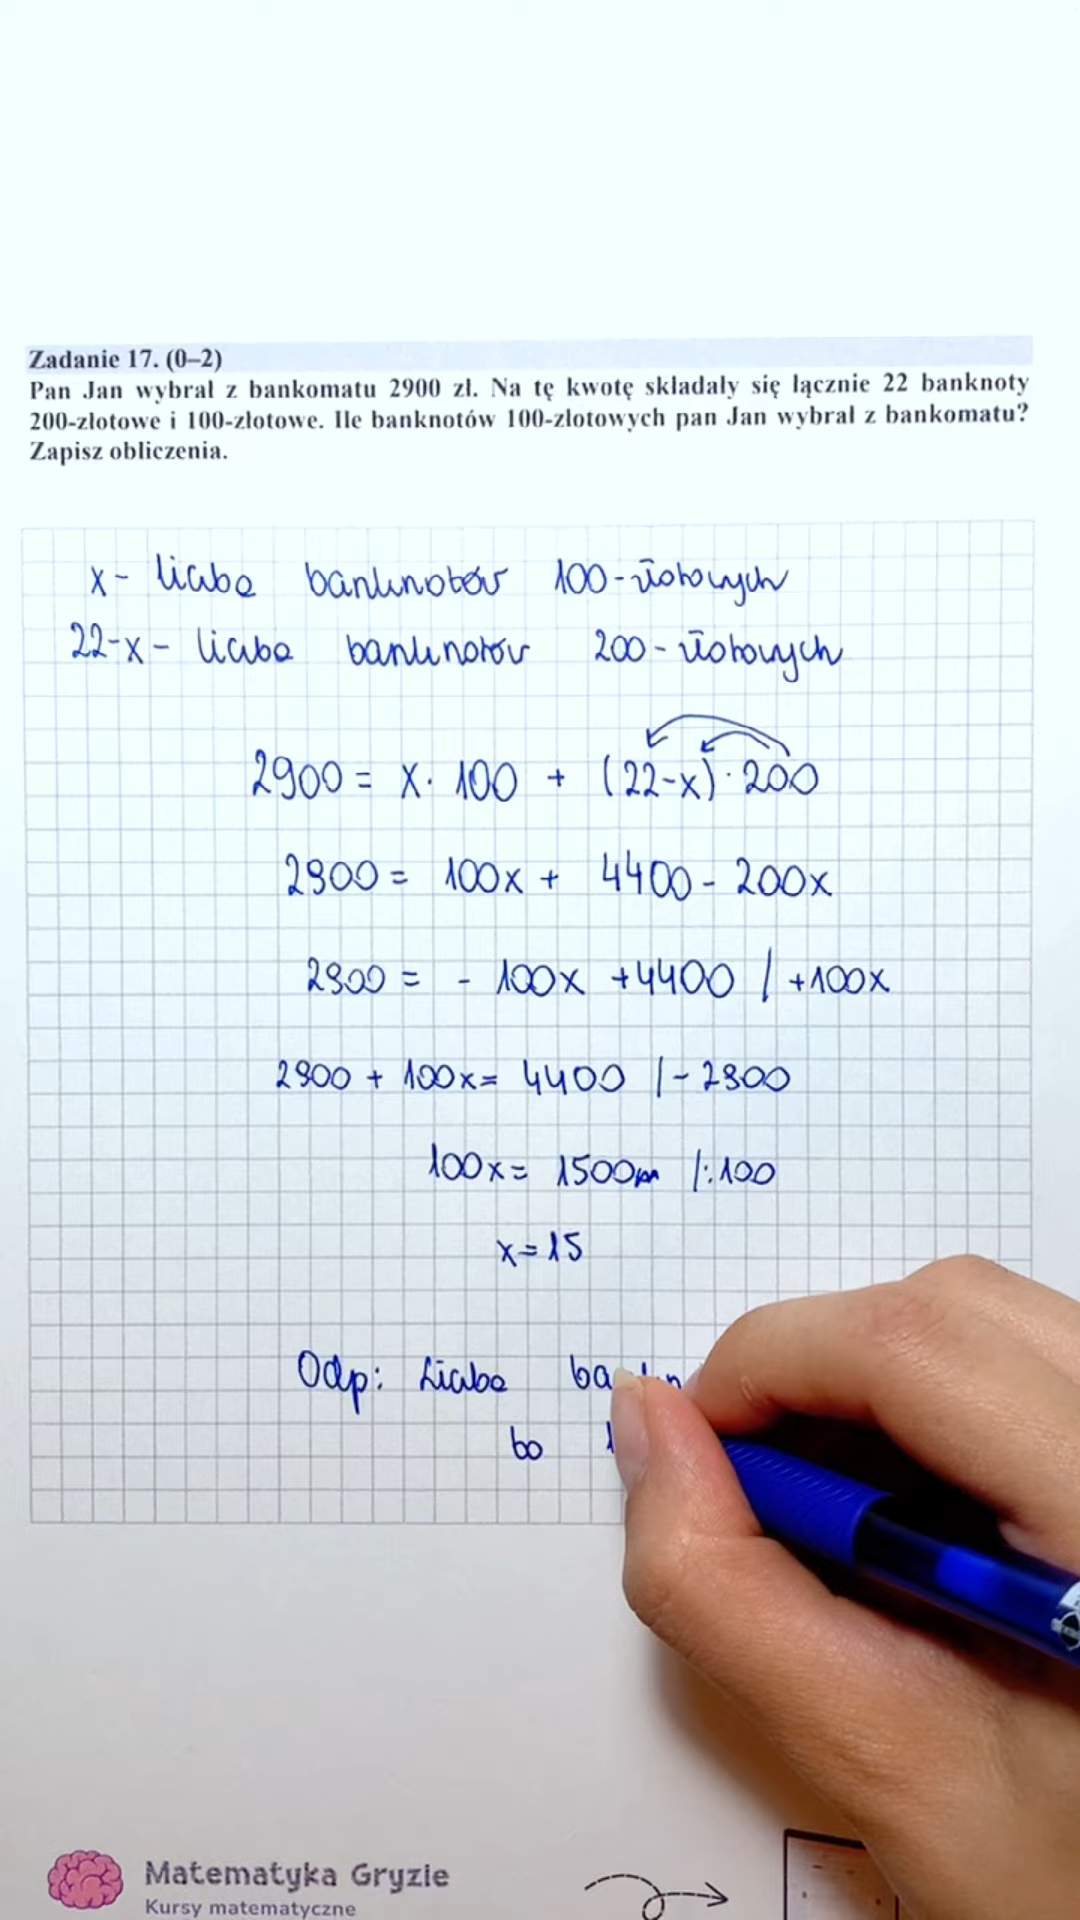 Zadanie 17. (0–2)
Pan Jan wybrał z bankomatu 2900 zł. Na tę kwotę składały się łącznie 22 banknoty
200-złotowe i 100-złotowe. Ile banknotów 100-złotowych pan Jan wybrał z bankomatu?
Zapisz obliczenia.
x - liczba banknotów 100-złotowych
22-x - liczba banknotów 200-złotowych
2900 = x · 100 + (22-x) · 200
2900 = 100x + 4400 - 200x
2900 = - 100x + 4400 / +100x
2900 + 100x = 4400 / - 2900
100x = 1500 /:100
x = 15
Odp: Liczba
to
Matematyka Gryzie
Kursy matematyczne